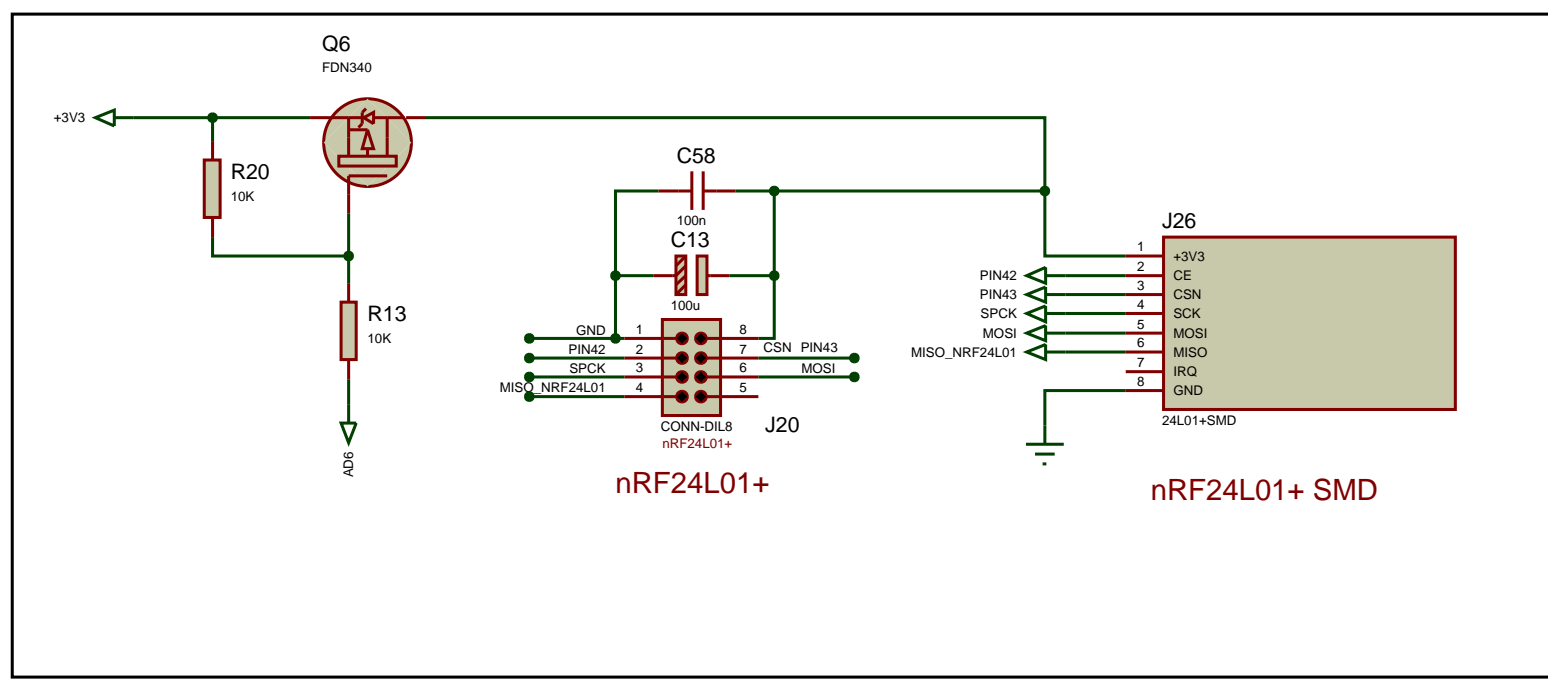 Q6
FDN340
+3V3
R20
10K
R13
10K
AD6
C58
100n
C13
100u
GND 1 8
PIN42 2 7 CSN PIN43
SPCK 3 6 MOSI
MISO_NRF24L01 4 5
CONN-DIL8
nRF24L01+
J20
nRF24L01+
J26
1 +3V3
PIN42 2 CE
PIN43 3 CSN
SPCK 4 SCK
MOSI 5 MOSI
MISO_NRF24L01 6 MISO
7 IRQ
8 GND
24L01+SMD
nRF24L01+ SMD